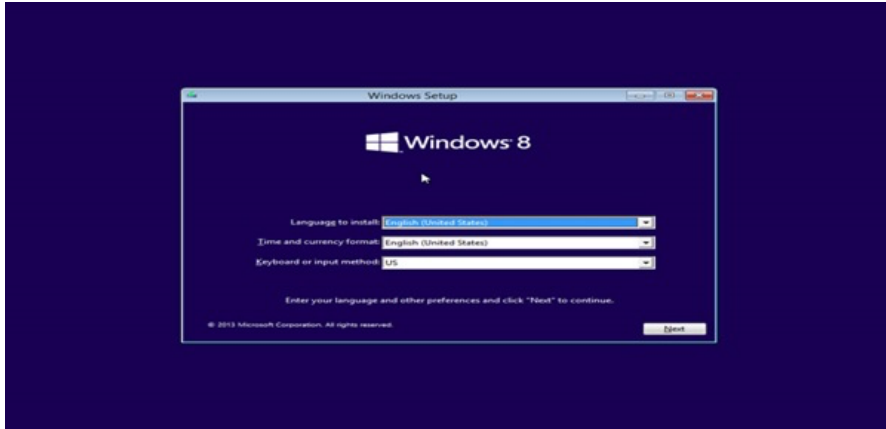 Windows Setup
Windows 8
Language to install: English (United States)
Time and currency format: English (United States)
Keyboard or input method: US
Enter your language and other preferences and click "Next" to continue.
© 2013 Microsoft Corporation. All rights reserved.
Next